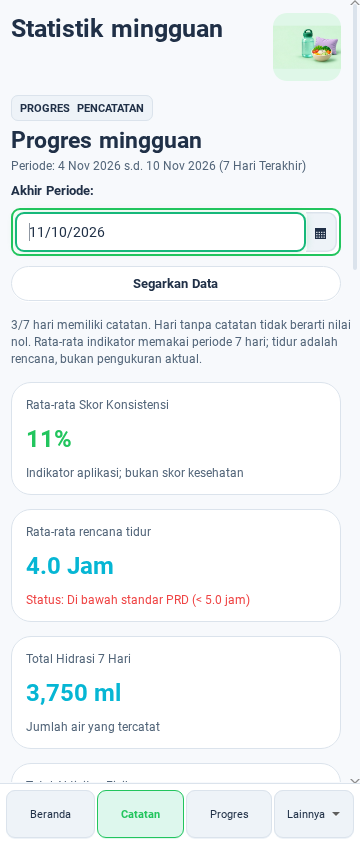 Statistik mingguan
PROGRES PENCATATAN
Progres mingguan
Periode: 4 Nov 2026 s.d. 10 Nov 2026 (7 Hari Terakhir)
Akhir Periode:
11/10/2026
Segarkan Data
3/7 hari memiliki catatan. Hari tanpa catatan tidak berarti nilai
nol. Rata-rata indikator memakai periode 7 hari; tidur adalah
rencana, bukan pengukuran aktual.
Rata-rata Skor Konsistensi
11%
Indikator aplikasi; bukan skor kesehatan
Rata-rata rencana tidur
4.0 Jam
Status: Di bawah standar PRD (< 5.0 jam)
Total Hidrasi 7 Hari
3,750 ml
Jumlah air yang tercatat
Beranda
Catatan
Progres
Lainnya